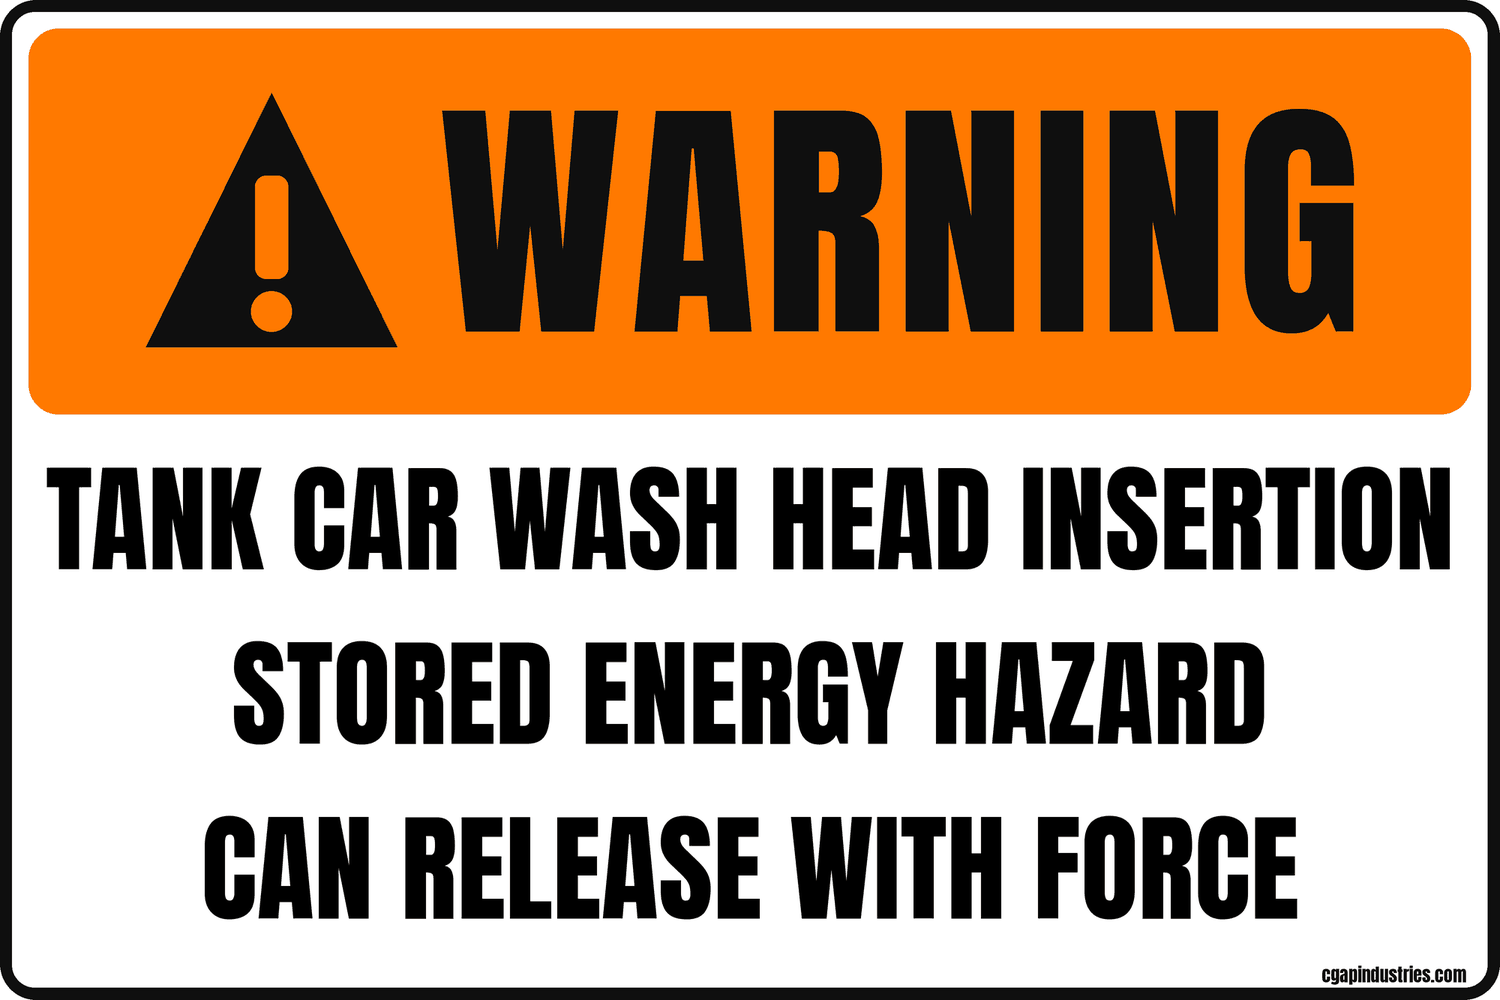 WARNING
TANK CAR WASH HEAD INSERTION
STORED ENERGY HAZARD
CAN RELEASE WITH FORCE
cgapindustries.com